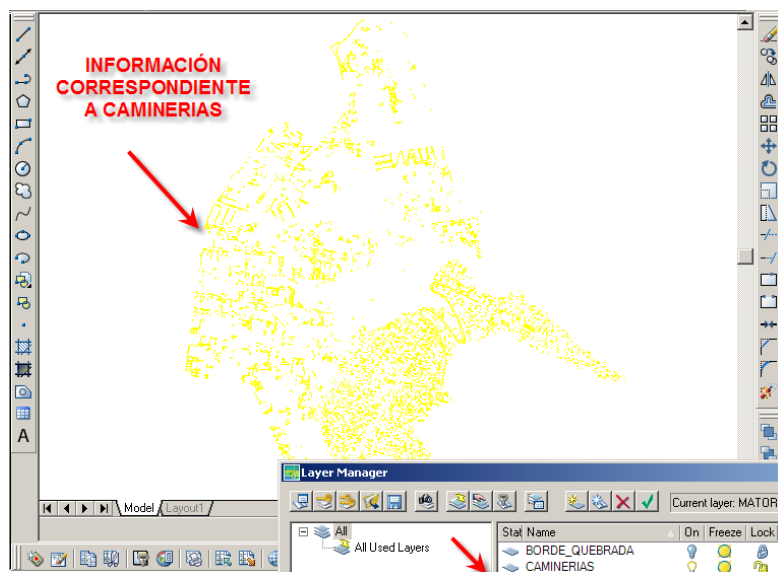 INFORMACIÓN
CORRESPONDIENTE
A CAMINERIAS
A
Model Layout1
Layer Manager
Current layer: MATOR
All
All Used Layers
Stat Name On Freeze Lock
BORDE_QUEBRADA
CAMINERIAS